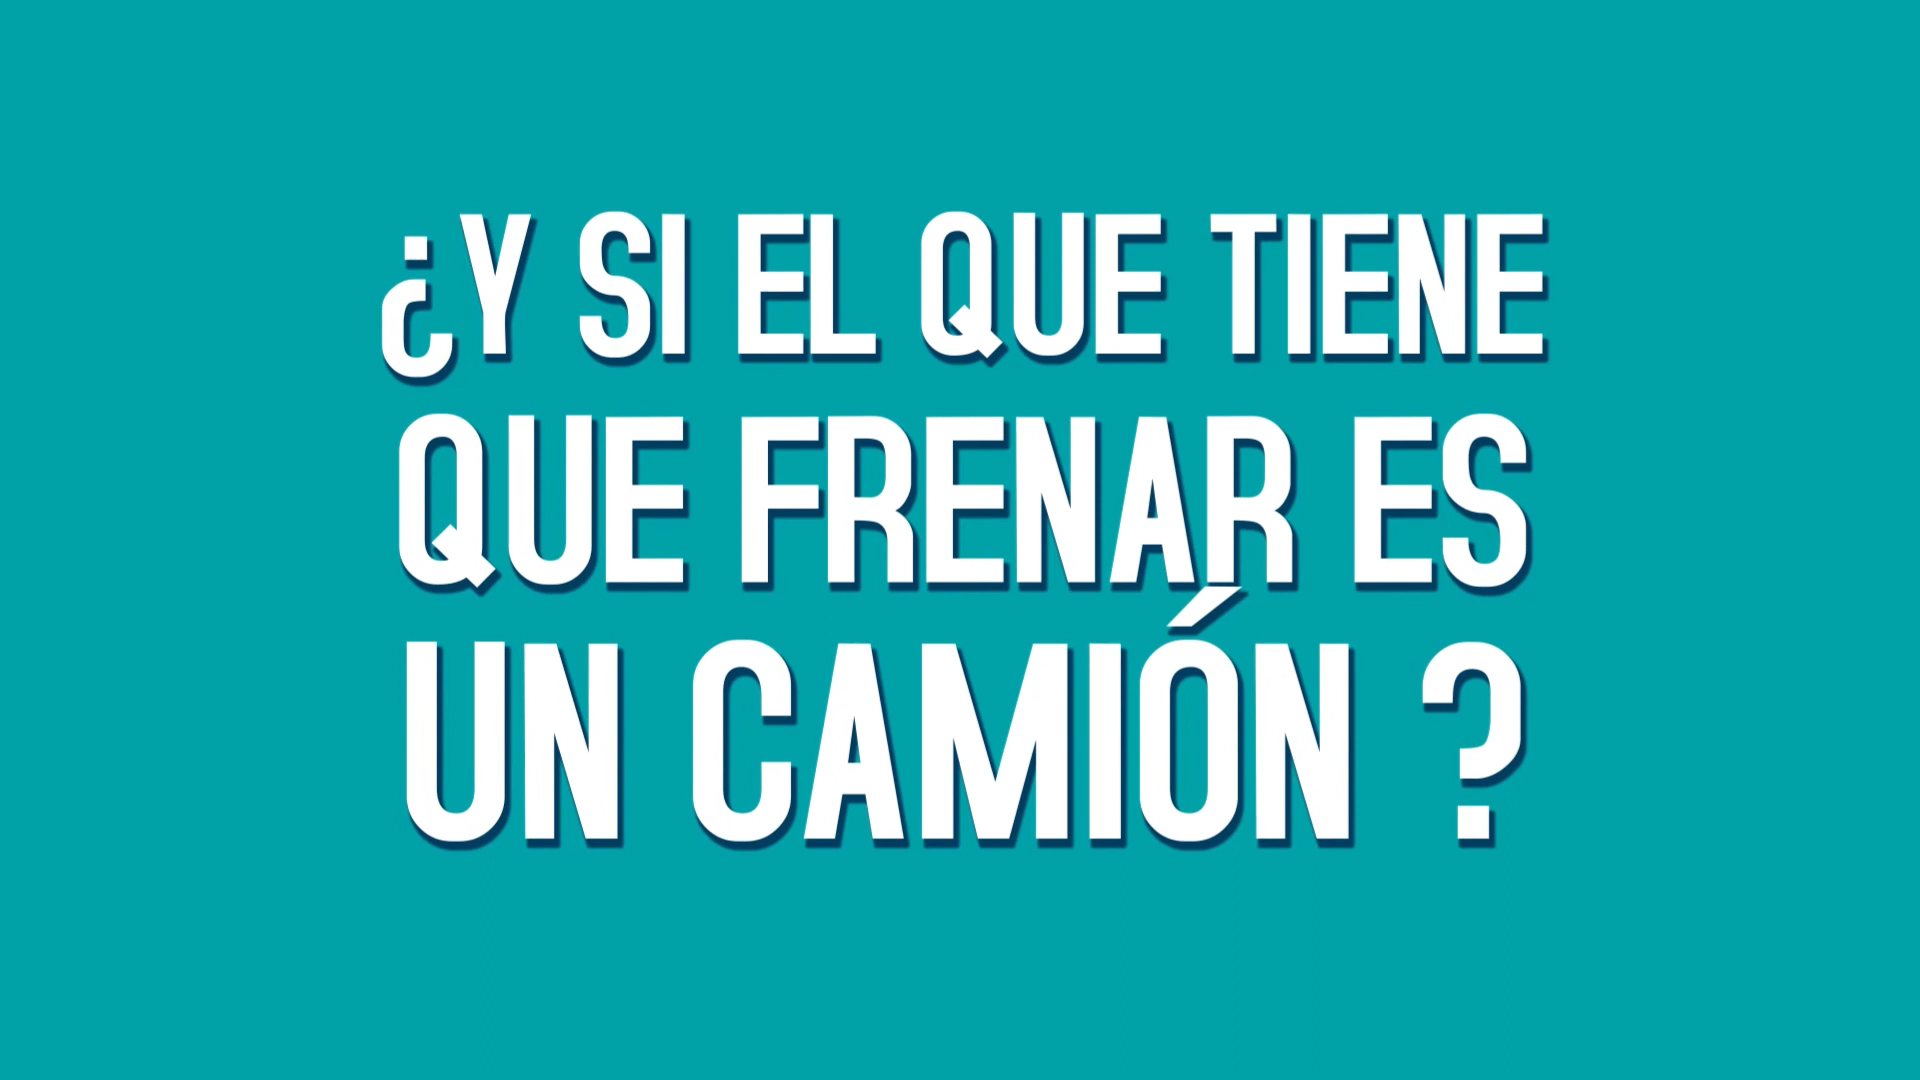 ¿Y SI EL QUE TIENE
QUE FRENAR ES
UN CAMIÓN ?